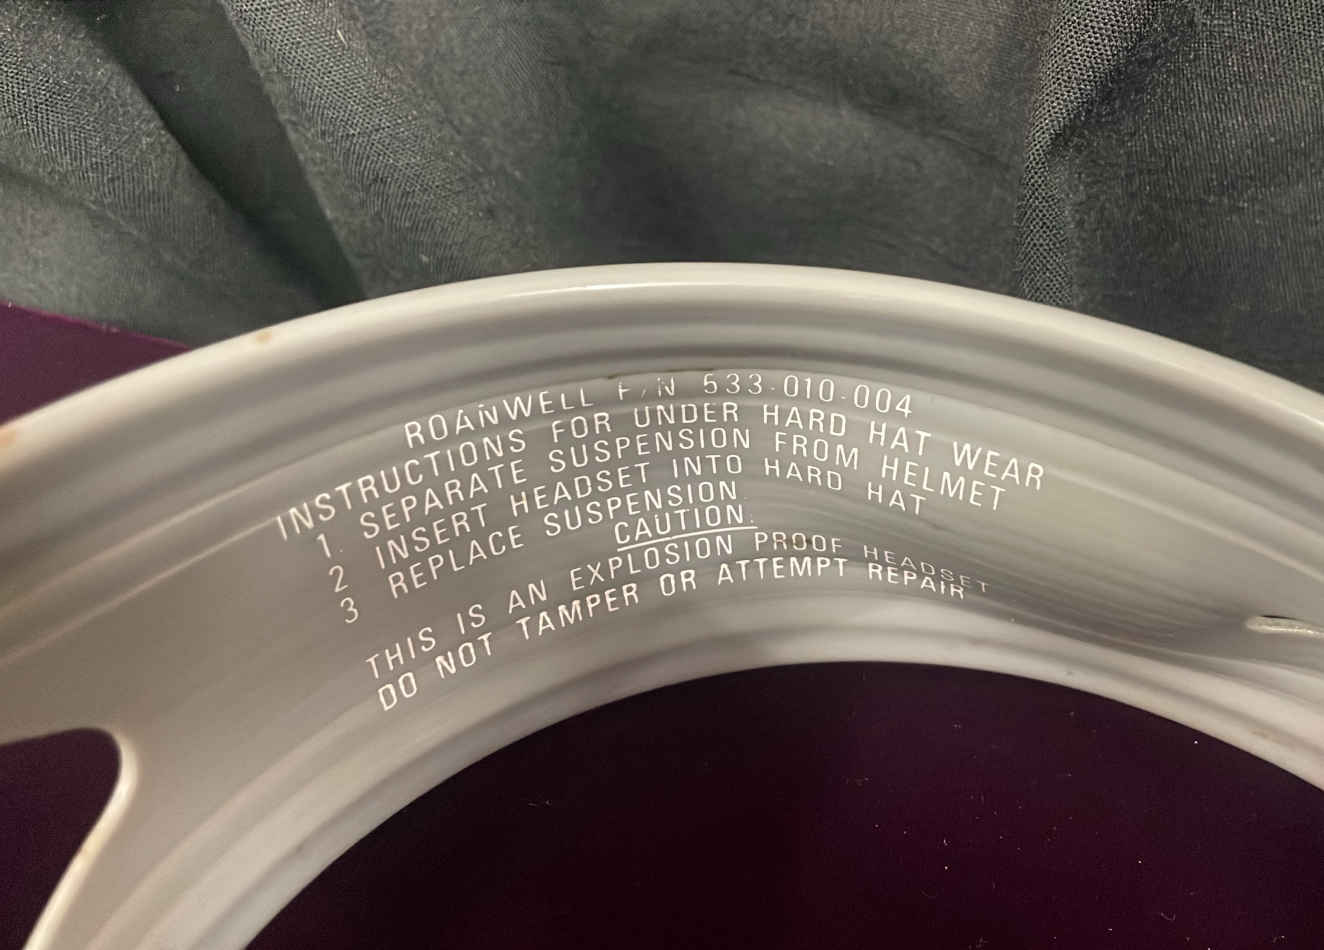 ROANWELL P/N 533-010-004
INSTRUCTIONS FOR UNDER HARD HAT WEAR
1. SEPARATE SUSPENSION FROM HELMET
2 INSERT HEADSET INTO HARD HAT
3 REPLACE SUSPENSION.
CAUTION:
THIS IS AN EXPLOSION PROOF HEADSET
DO NOT TAMPER OR ATTEMPT REPAIR